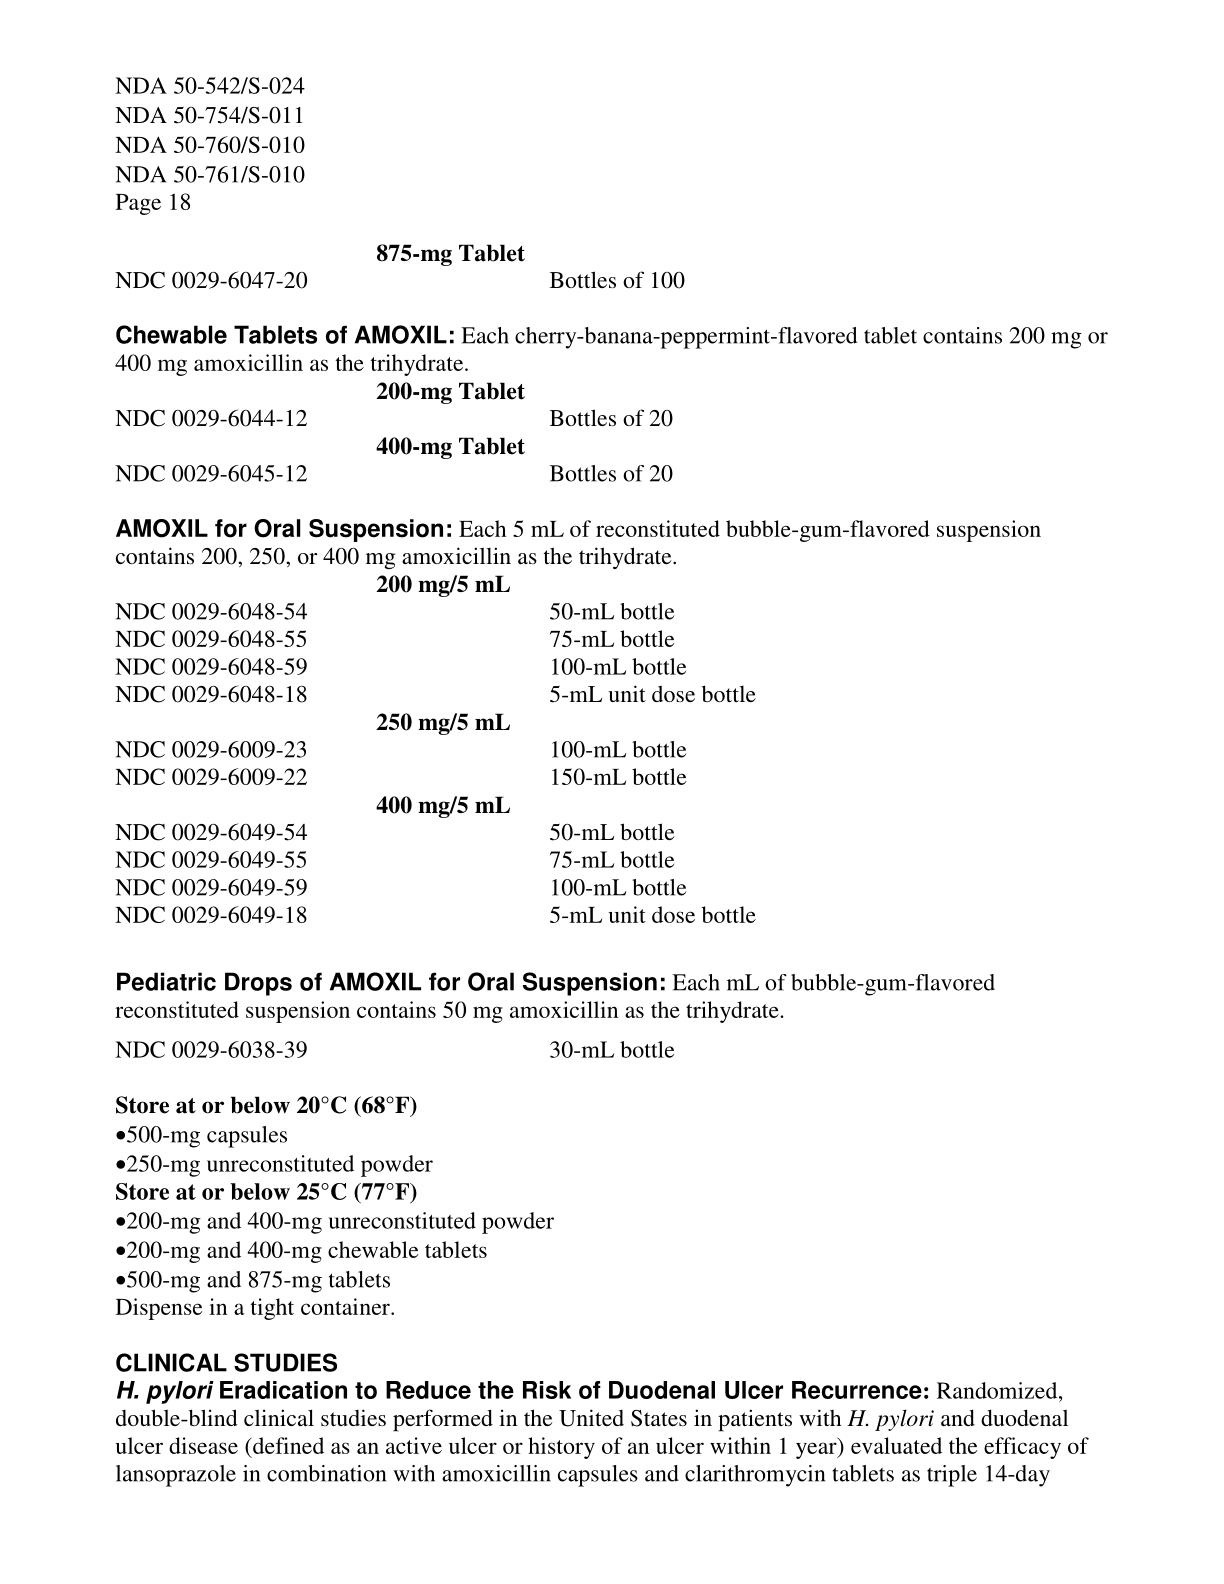 NDA 50-542/S-024
NDA 50-754/S-011
NDA 50-760/S-010
NDA 50-761/S-010
Page 18
875-mg Tablet
NDC 0029-6047-20 Bottles of 100
Chewable Tablets of AMOXIL: Each cherry-banana-peppermint-flavored tablet contains 200 mg or
400 mg amoxicillin as the trihydrate.
200-mg Tablet
NDC 0029-6044-12 Bottles of 20
400-mg Tablet
NDC 0029-6045-12 Bottles of 20
AMOXIL for Oral Suspension: Each 5 mL of reconstituted bubble-gum-flavored suspension
contains 200, 250, or 400 mg amoxicillin as the trihydrate.
200 mg/5 mL
NDC 0029-6048-54 50-mL bottle
NDC 0029-6048-55 75-mL bottle
NDC 0029-6048-59 100-mL bottle
NDC 0029-6048-18 5-mL unit dose bottle
250 mg/5 mL
NDC 0029-6009-23 100-mL bottle
NDC 0029-6009-22 150-mL bottle
400 mg/5 mL
NDC 0029-6049-54 50-mL bottle
NDC 0029-6049-55 75-mL bottle
NDC 0029-6049-59 100-mL bottle
NDC 0029-6049-18 5-mL unit dose bottle
Pediatric Drops of AMOXIL for Oral Suspension: Each mL of bubble-gum-flavored
reconstituted suspension contains 50 mg amoxicillin as the trihydrate.
NDC 0029-6038-39 30-mL bottle
Store at or below 20°C (68°F)
•500-mg capsules
•250-mg unreconstituted powder
Store at or below 25°C (77°F)
•200-mg and 400-mg unreconstituted powder
•200-mg and 400-mg chewable tablets
•500-mg and 875-mg tablets
Dispense in a tight container.
CLINICAL STUDIES
H. pylori Eradication to Reduce the Risk of Duodenal Ulcer Recurrence: Randomized,
double-blind clinical studies performed in the United States in patients with H. pylori and duodenal
ulcer disease (defined as an active ulcer or history of an ulcer within 1 year) evaluated the efficacy of
lansoprazole in combination with amoxicillin capsules and clarithromycin tablets as triple 14-day